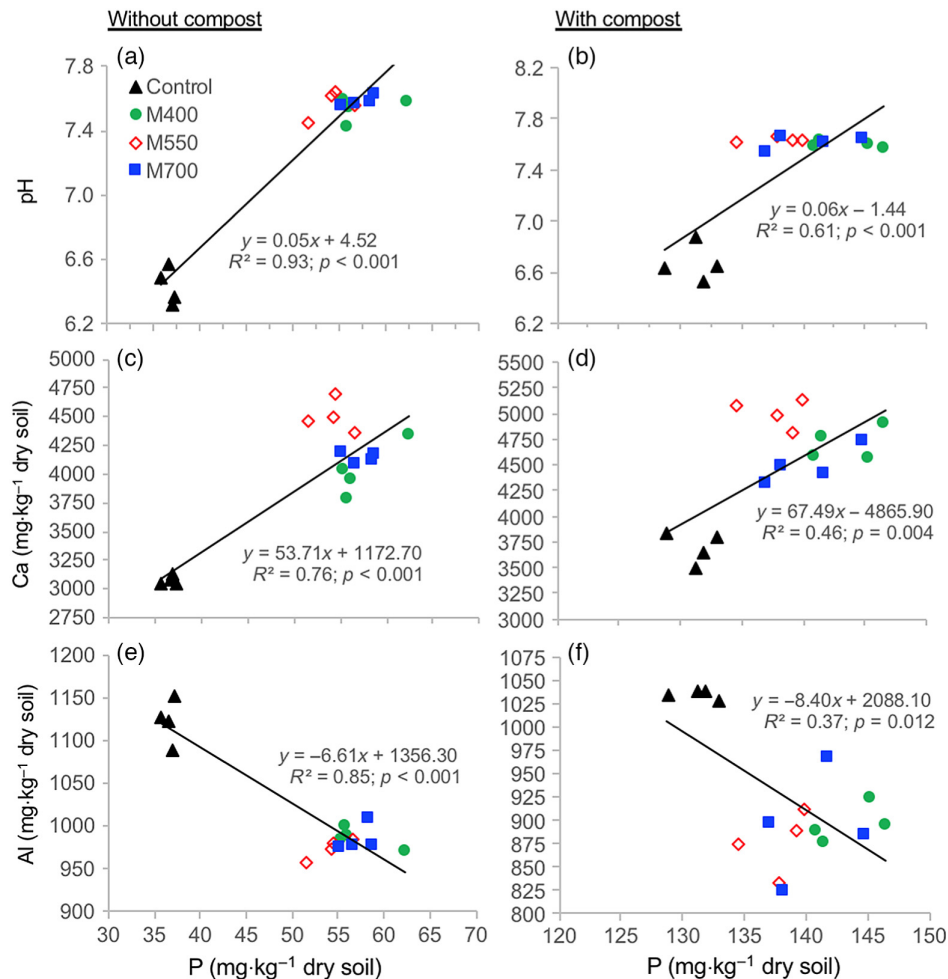 Without compost
With compost
(a)
7.8
7.4
7.0
6.6
6.2
pH
Control
M400
M550
M700
y = 0.05x + 4.52
R² = 0.93; p < 0.001
(b)
8.2
7.8
7.4
7.0
6.6
6.2
y = 0.06x – 1.44
R² = 0.61; p < 0.001
(c)
5000
4750
4500
4250
4000
3750
3500
3250
3000
2750
Ca (mg·kg⁻¹ dry soil)
y = 53.71x + 1172.70
R² = 0.76; p < 0.001
(d)
5500
5250
5000
4750
4500
4250
4000
3750
3500
3250
3000
y = 67.49x – 4865.90
R² = 0.46; p = 0.004
(e)
1200
1150
1100
1050
1000
950
900
Al (mg·kg⁻¹ dry soil)
y = –6.61x + 1356.30
R² = 0.85; p < 0.001
30 35 40 45 50 55 60 65 70
P (mg·kg⁻¹ dry soil)
(f)
1075
1050
1025
1000
975
950
925
900
875
850
825
800
y = –8.40x + 2088.10
R² = 0.37; p = 0.012
120 130 140 150
P (mg·kg⁻¹ dry soil)